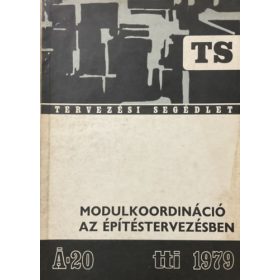 TS
TERVEZÉSI SEGÉDLET
MODULKOORDINÁCIÓ
AZ ÉPÍTÉSTERVEZÉSBEN
Á·20 tti 1979